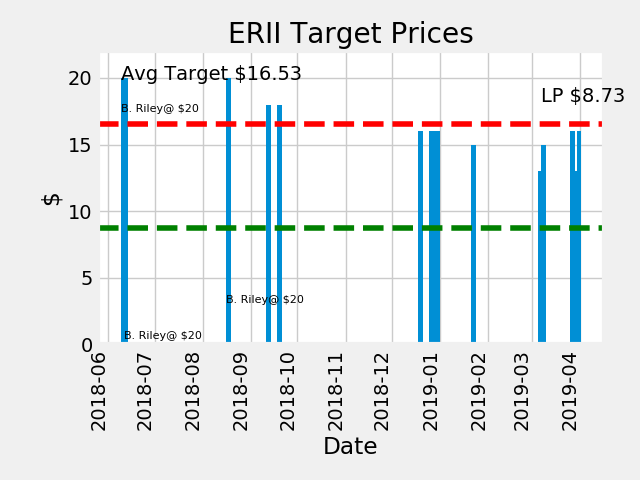 ERII Target Prices
Avg Target $16.53
LP $8.73
B. Riley@ $20
B. Riley@ $20
B. Riley@ $20
$
20
15
10
5
0
2018-06
2018-07
2018-08
2018-09
2018-10
2018-11
2018-12
2019-01
2019-02
2019-03
2019-04
Date